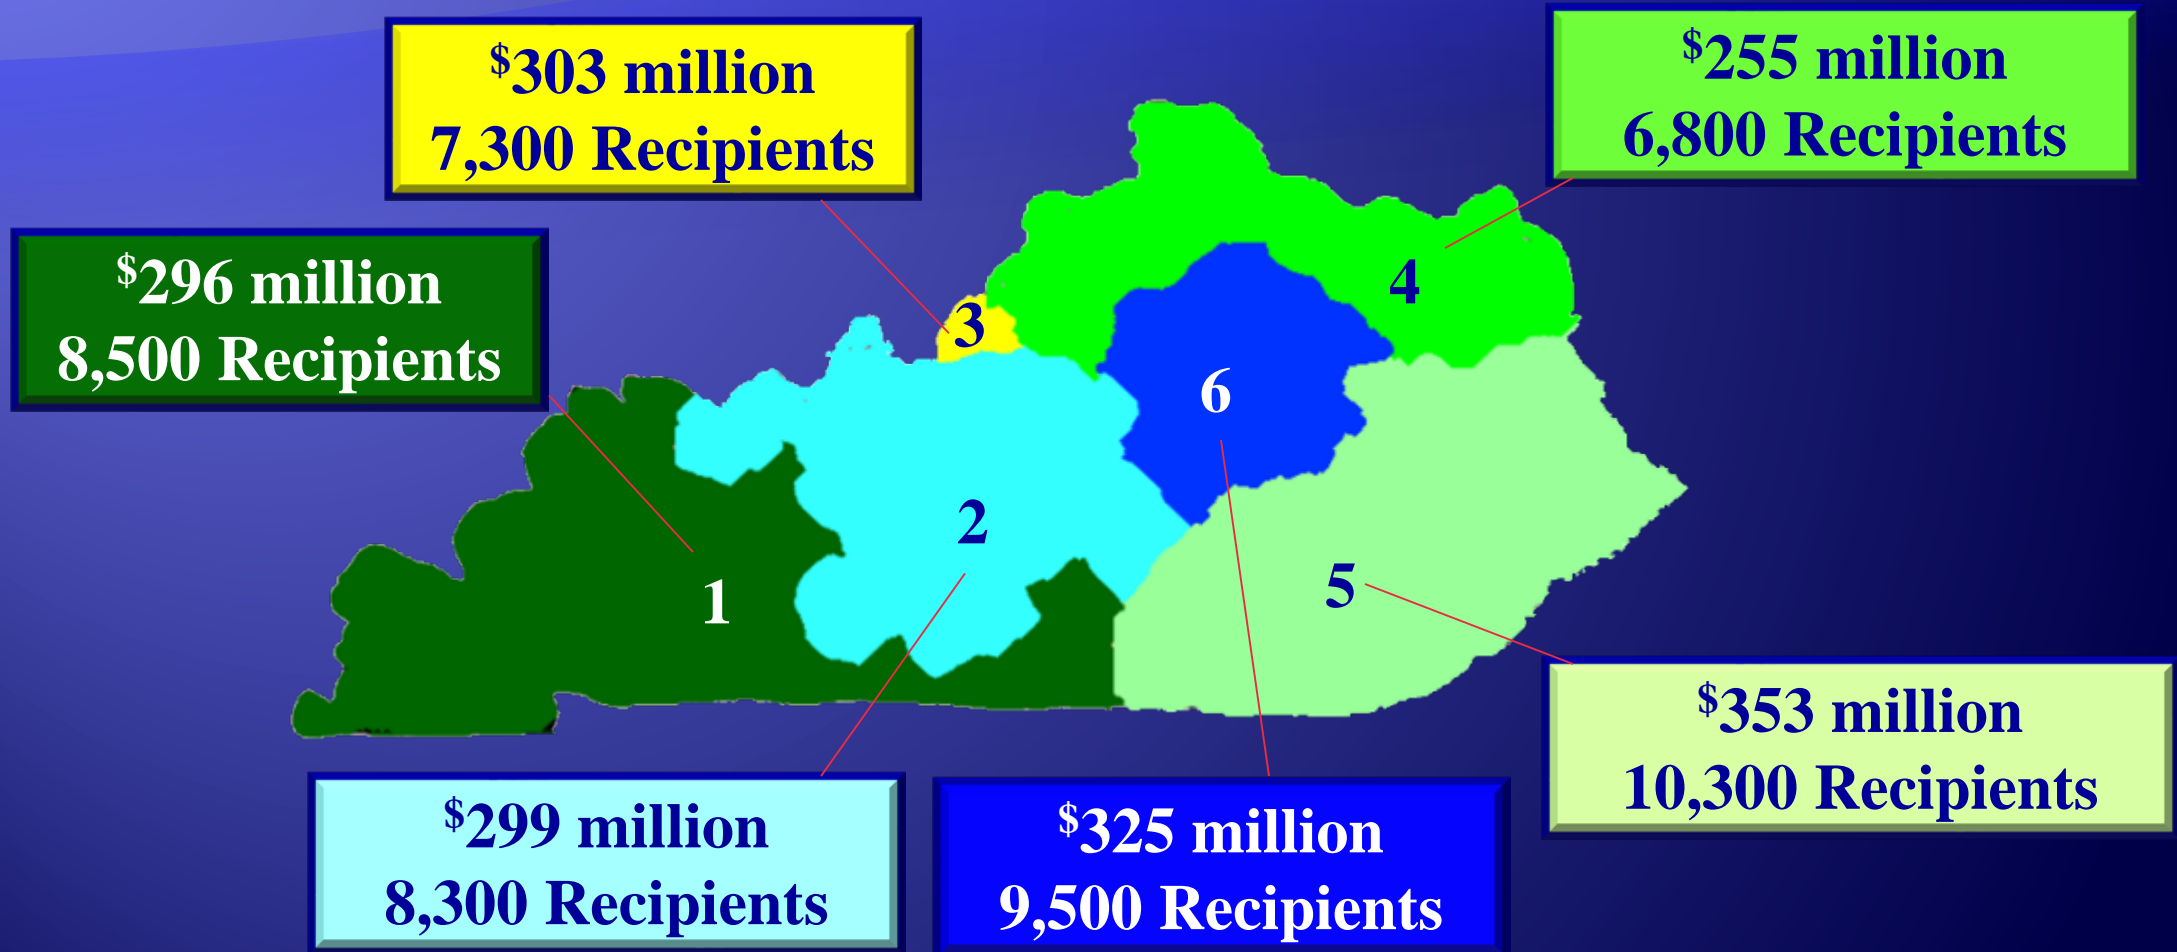 $303 million
7,300 Recipients
$255 million
6,800 Recipients
$296 million
8,500 Recipients
4
3
6
2
5
1
$353 million
10,300 Recipients
$299 million
8,300 Recipients
$325 million
9,500 Recipients